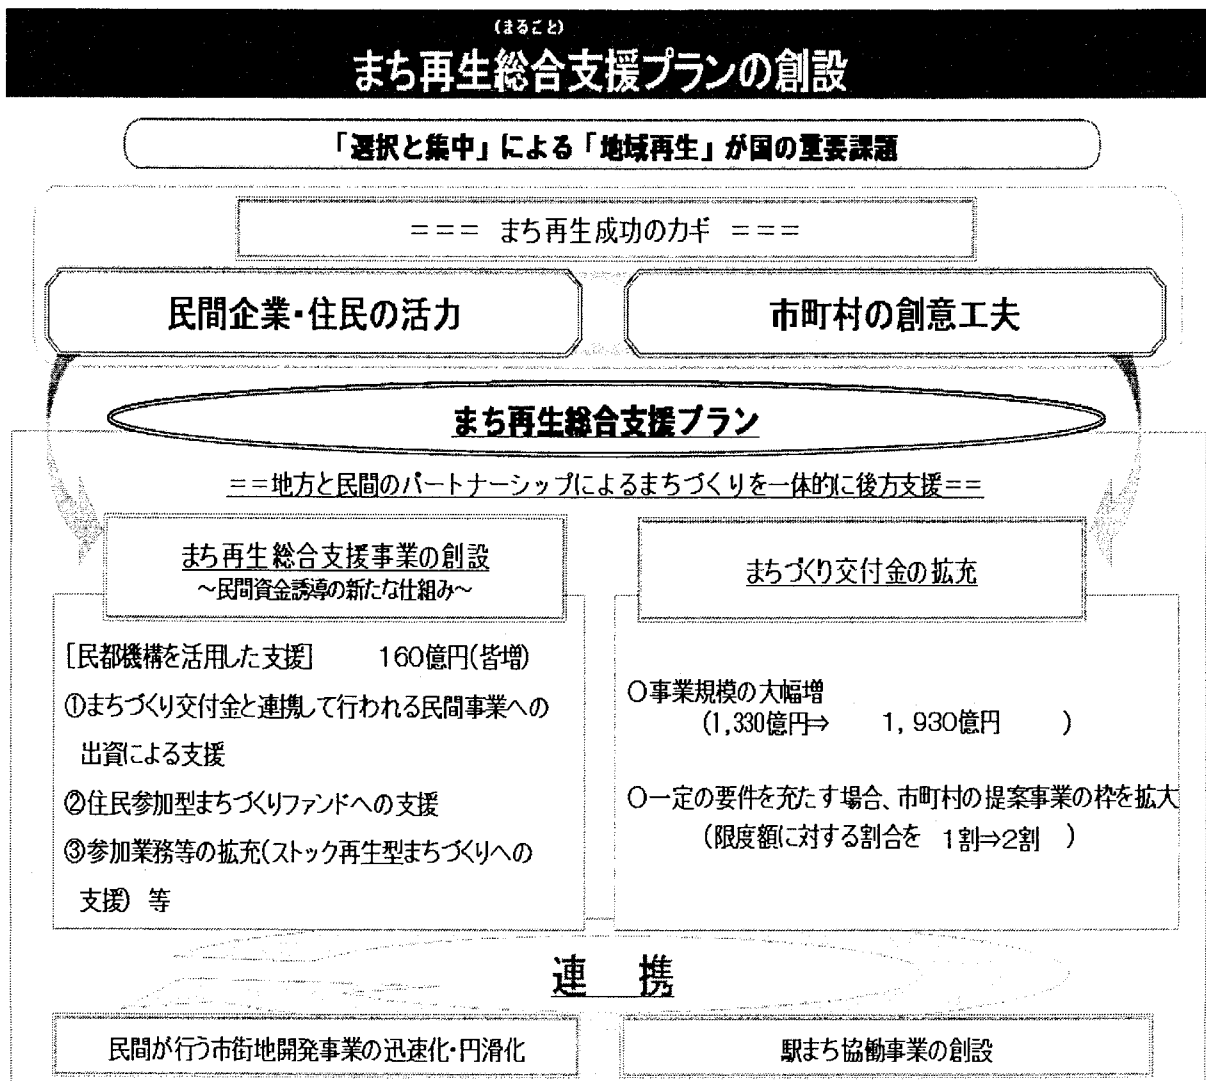 (まるごと)
まち再生総合支援プランの創設
「選択と集中」による「地域再生」が国の重要課題
=== まち再生成功のカギ ===
民間企業・住民の活力
市町村の創意工夫
まち再生総合支援プラン
==地方と民間のパートナーシップによるまちづくりを一体的に後方支援==
まち再生総合支援事業の創設
~民間資金誘導の新たな仕組み~
[民都機構を活用した支援] 160億円(皆増)
①まちづくり交付金と連携して行われる民間事業への
出資による支援
②住民参加型まちづくりファンドへの支援
③参加業務等の拡充(ストック再生型まちづくりへの
支援) 等
まちづくり交付金の拡充
○事業規模の大幅増
(1,330億円⇒ 1,930億円 )
○一定の要件を充たす場合、市町村の提案事業の枠を拡大
(限度額に対する割合を 1割⇒2割 )
連 携
民間が行う市街地開発事業の迅速化・円滑化
駅まち協働事業の創設